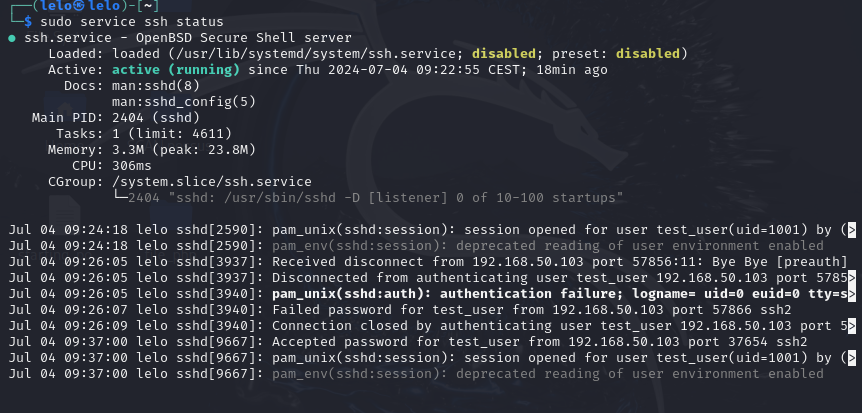 ┌──(lelo㉿lelo)-[~]
└─$ sudo service ssh status
● ssh.service - OpenBSD Secure Shell server
     Loaded: loaded (/usr/lib/systemd/system/ssh.service; disabled; preset: disabled)
     Active: active (running) since Thu 2024-07-04 09:22:55 CEST; 18min ago
       Docs: man:sshd(8)
             man:sshd_config(5)
   Main PID: 2404 (sshd)
      Tasks: 1 (limit: 4611)
     Memory: 3.3M (peak: 23.8M)
        CPU: 306ms
     CGroup: /system.slice/ssh.service
             └─2404 "sshd: /usr/sbin/sshd -D [listener] 0 of 10-100 startups"
Jul 04 09:24:18 lelo sshd[2590]: pam_unix(sshd:session): session opened for user test_user(uid=1001) by (>
Jul 04 09:24:18 lelo sshd[2590]: pam_env(sshd:session): deprecated reading of user environment enabled
Jul 04 09:26:05 lelo sshd[3937]: Received disconnect from 192.168.50.103 port 57856:11: Bye Bye [preauth]
Jul 04 09:26:05 lelo sshd[3937]: Disconnected from authenticating user test_user 192.168.50.103 port 5785>
Jul 04 09:26:05 lelo sshd[3940]: pam_unix(sshd:auth): authentication failure; logname= uid=0 euid=0 tty=s>
Jul 04 09:26:07 lelo sshd[3940]: Failed password for test_user from 192.168.50.103 port 57866 ssh2
Jul 04 09:26:09 lelo sshd[3940]: Connection closed by authenticating user test_user 192.168.50.103 port 5>
Jul 04 09:37:00 lelo sshd[9667]: Accepted password for test_user from 192.168.50.103 port 37654 ssh2
Jul 04 09:37:00 lelo sshd[9667]: pam_unix(sshd:session): session opened for user test_user(uid=1001) by (>
Jul 04 09:37:00 lelo sshd[9667]: pam_env(sshd:session): deprecated reading of user environment enabled